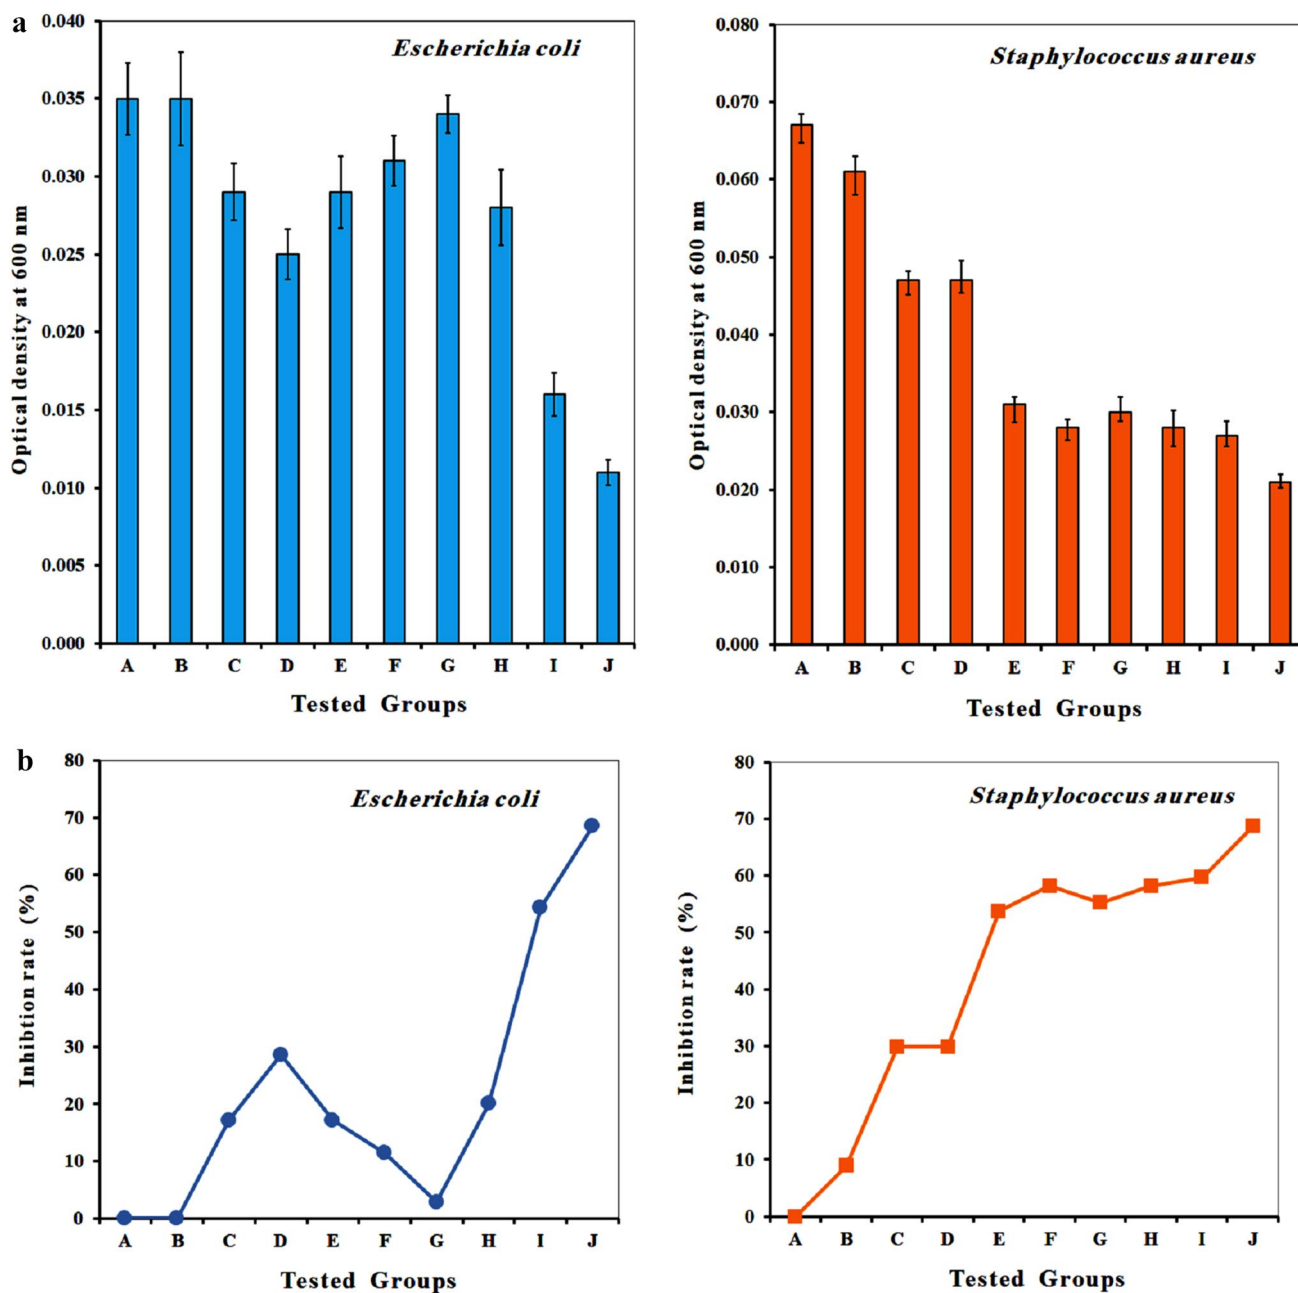 a
Escherichia coli
Optical density at 600 nm
0.040
0.035
0.030
0.025
0.020
0.015
0.010
0.005
0.000
A B C D E F G H I J
Tested Groups
Staphylococcus aureus
Optical density at 600 nm
0.080
0.070
0.060
0.050
0.040
0.030
0.020
0.010
0.000
A B C D E F G H I J
Tested Groups
b
Escherichia coli
Inhibtion rate (%)
80
70
60
50
40
30
20
10
0
A B C D E F G H I J
Tested Groups
Staphylococcus aureus
Inhibtion rate (%)
80
70
60
50
40
30
20
10
0
A B C D E F G H I J
Tested Groups